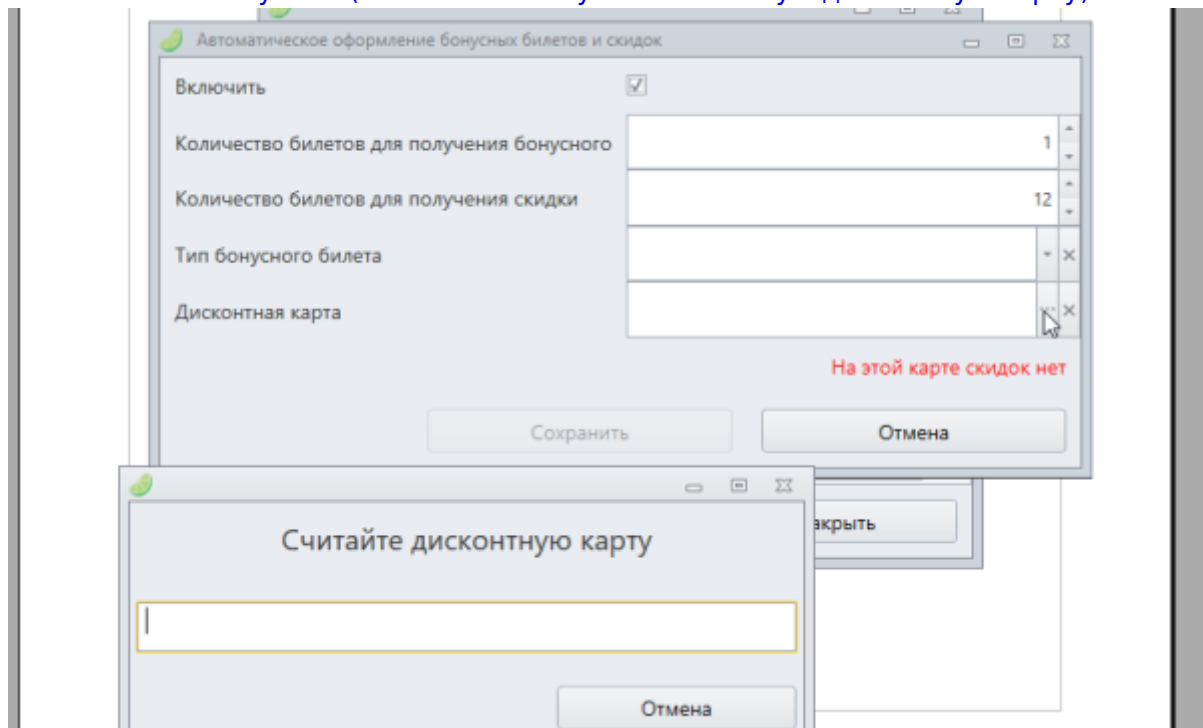 Автоматическое оформление бонусных билетов и скидок
Включить
Количество билетов для получения бонусного 1
Количество билетов для получения скидки 12
Тип бонусного билета
Дисконтная карта
На этой карте скидок нет
Сохранить Отмена
акрыть
Считайте дисконтную карту
Отмена